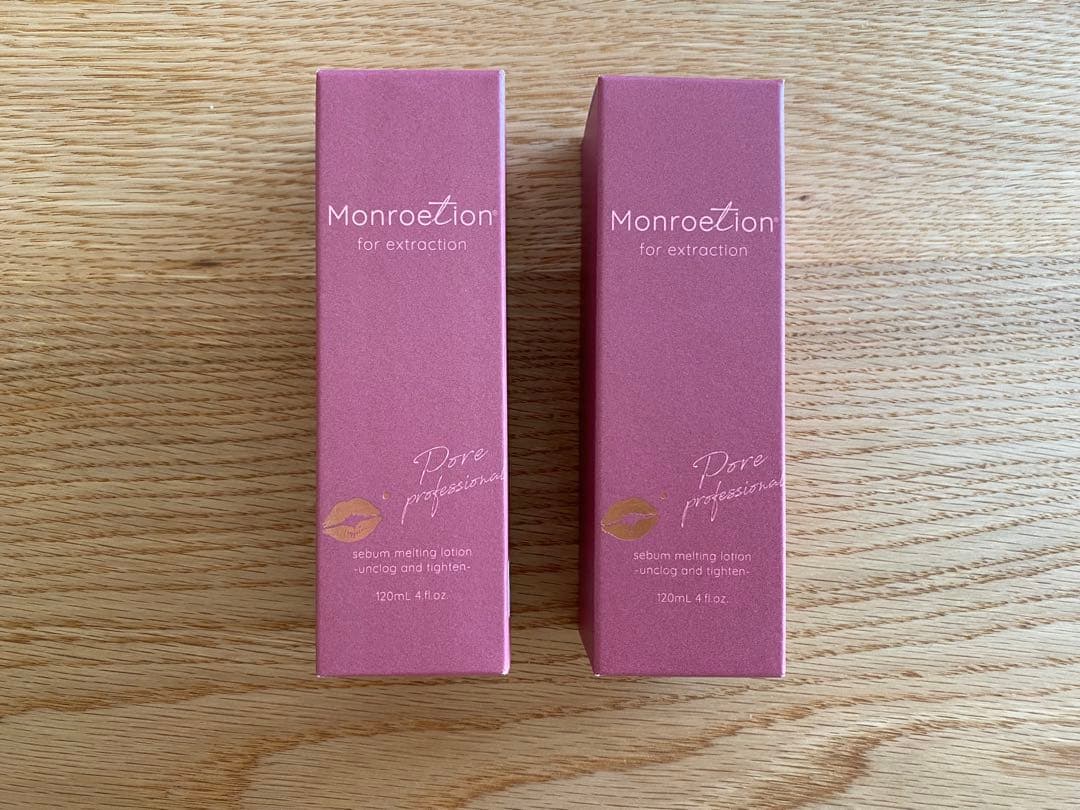 Monroetion®
for extraction
Pore
professional
sebum melting lotion
-unclog and tighten-
120mL 4.fl.oz.
Monroetion®
for extraction
Pore
professional
sebum melting lotion
-unclog and tighten-
120mL 4.fl.oz.